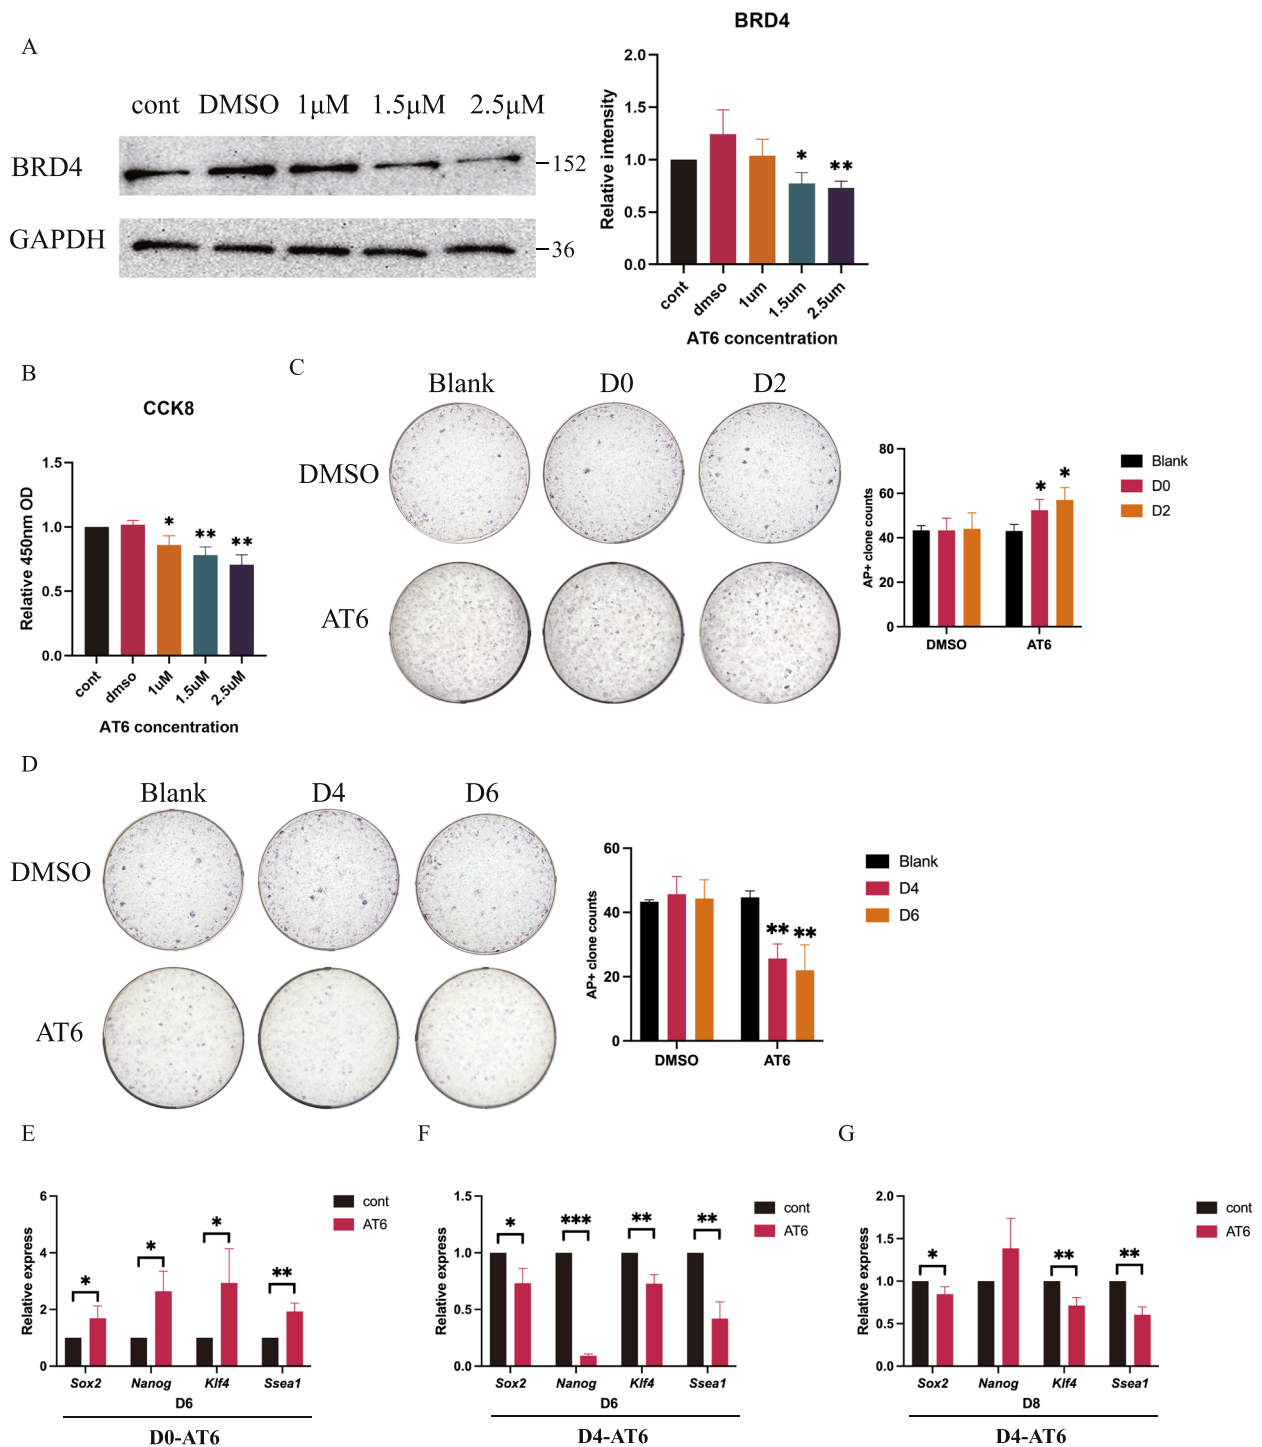 A
cont DMSO 1μM 1.5μM 2.5μM
BRD4
152
GAPDH
36
BRD4
Relative intensity
2.0
1.5
1.0
0.5
0.0
* **
cont dmso 1um 1.5um 2.5um
AT6 concentration
B
CCK8
Relative 450nm OD
1.5
1.0
0.5
0.0
* ** **
cont dmso 1uM 1.5uM 2.5uM
AT6 concentration
C
Blank D0 D2
DMSO
AT6
AP+ clone counts
80
60
40
20
0
* *
DMSO AT6
Blank
D0
D2
D
Blank D4 D6
DMSO
AT6
AP+ clone counts
60
40
20
0
** **
DMSO AT6
Blank
D4
D6
E
Relative express
6
4
2
0
* * * **
cont
AT6
Sox2 Nanog Klf4 Ssea1
D6
D0-AT6
F
Relative express
1.5
1.0
0.5
0.0
* *** ** **
cont
AT6
Sox2 Nanog Klf4 Ssea1
D6
D4-AT6
G
Relative express
2.0
1.5
1.0
0.5
0.0
* ** **
cont
AT6
Sox2 Nanog Klf4 Ssea1
D8
D4-AT6